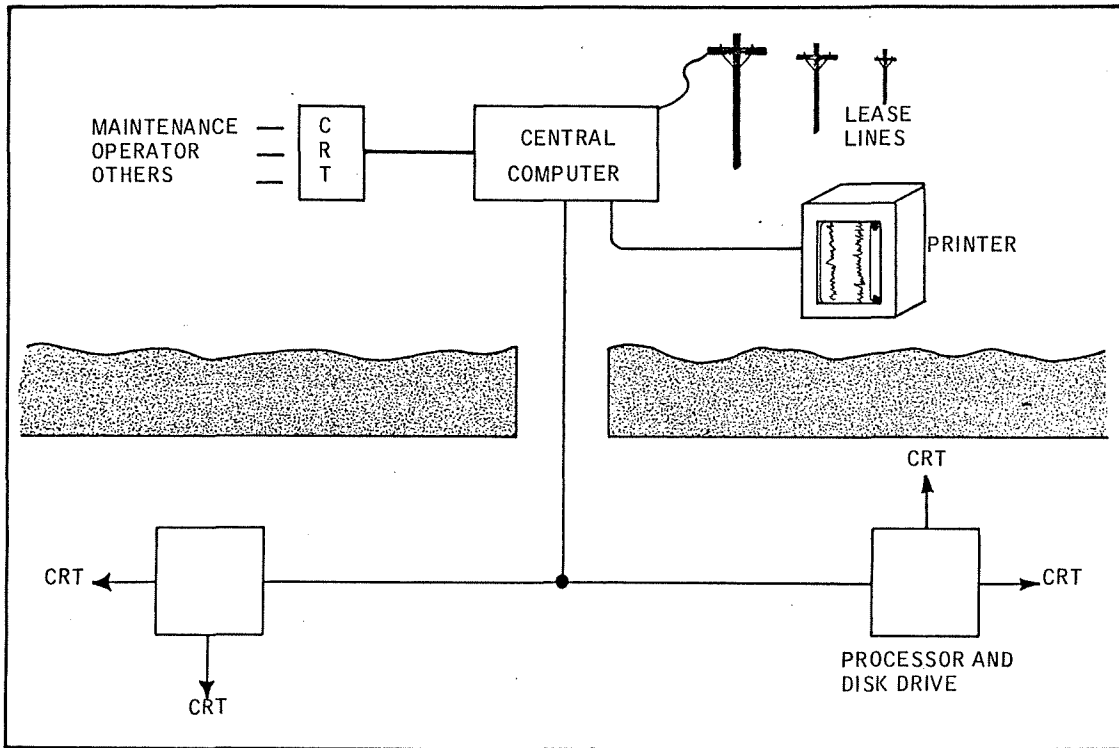 MAINTENANCE
OPERATOR
OTHERS
C
R
T
CENTRAL
COMPUTER
LEASE
LINES
PRINTER
CRT
CRT
CRT
CRT
PROCESSOR AND
DISK DRIVE